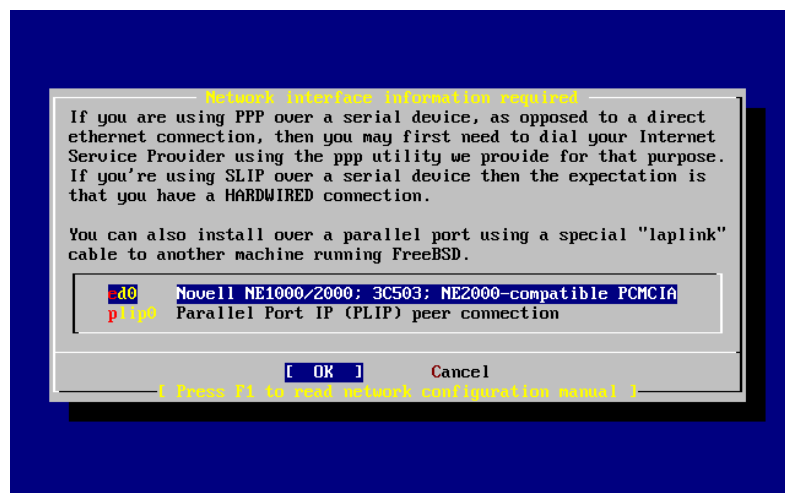 Network interface information required
If you are using PPP over a serial device, as opposed to a direct
ethernet connection, then you may first need to dial your Internet
Service Provider using the ppp utility we provide for that purpose.
If you're using SLIP over a serial device then the expectation is
that you have a HARDWIRED connection.
You can also install over a parallel port using a special "laplink"
cable to another machine running FreeBSD.
ed0 Novell NE1000/2000; 3C503; NE2000-compatible PCMCIA
plip0 Parallel Port IP (PLIP) peer connection
[ OK ] Cancel
[ Press F1 to read network configuration manual ]